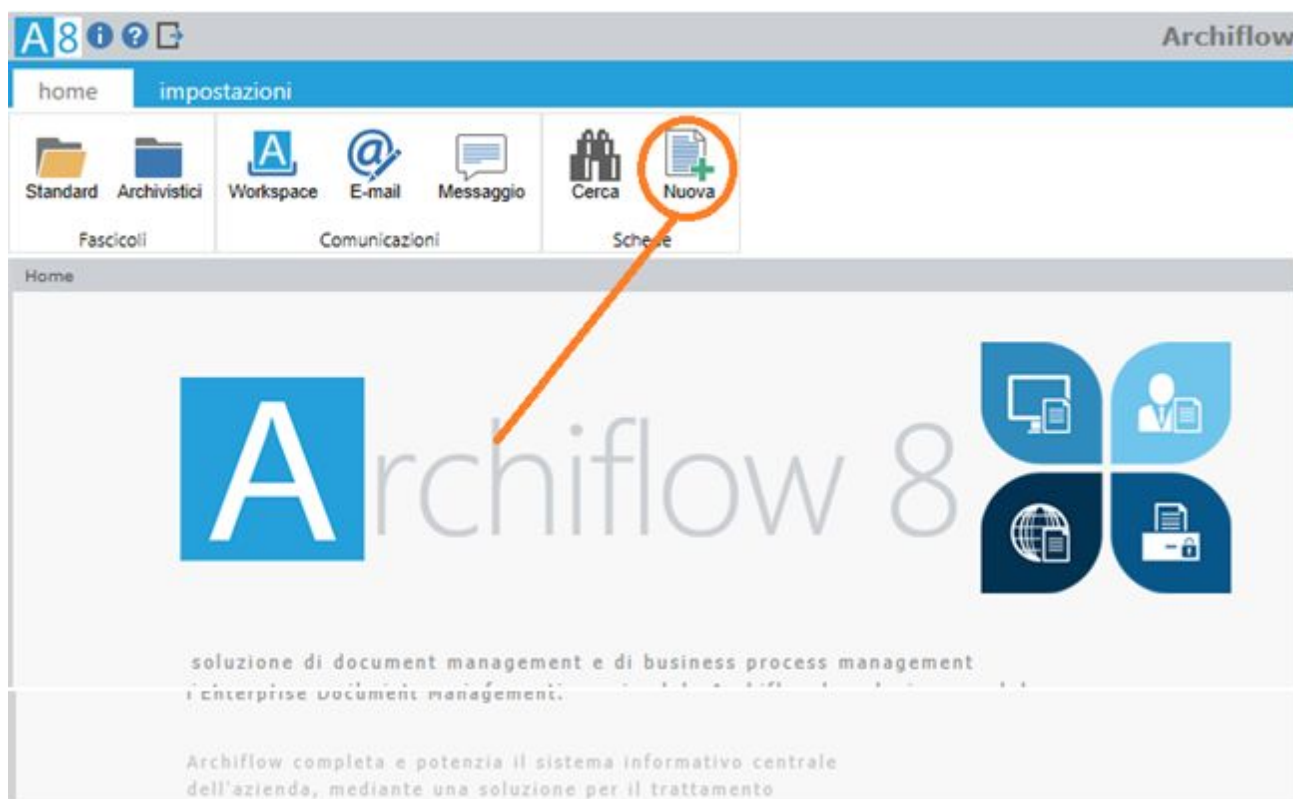 A8 i ?
Archiflow
home impostazioni
Standard Archivistici Workspace E-mail Messaggio Cerca Nuova
Fascicoli Comunicazioni Schede
Home
Archiflow 8
soluzione di document management e di business process management
i Enterprise Document Management.
Archiflow completa e potenzia il sistema informativo centrale
dell'azienda, mediante una soluzione per il trattamento